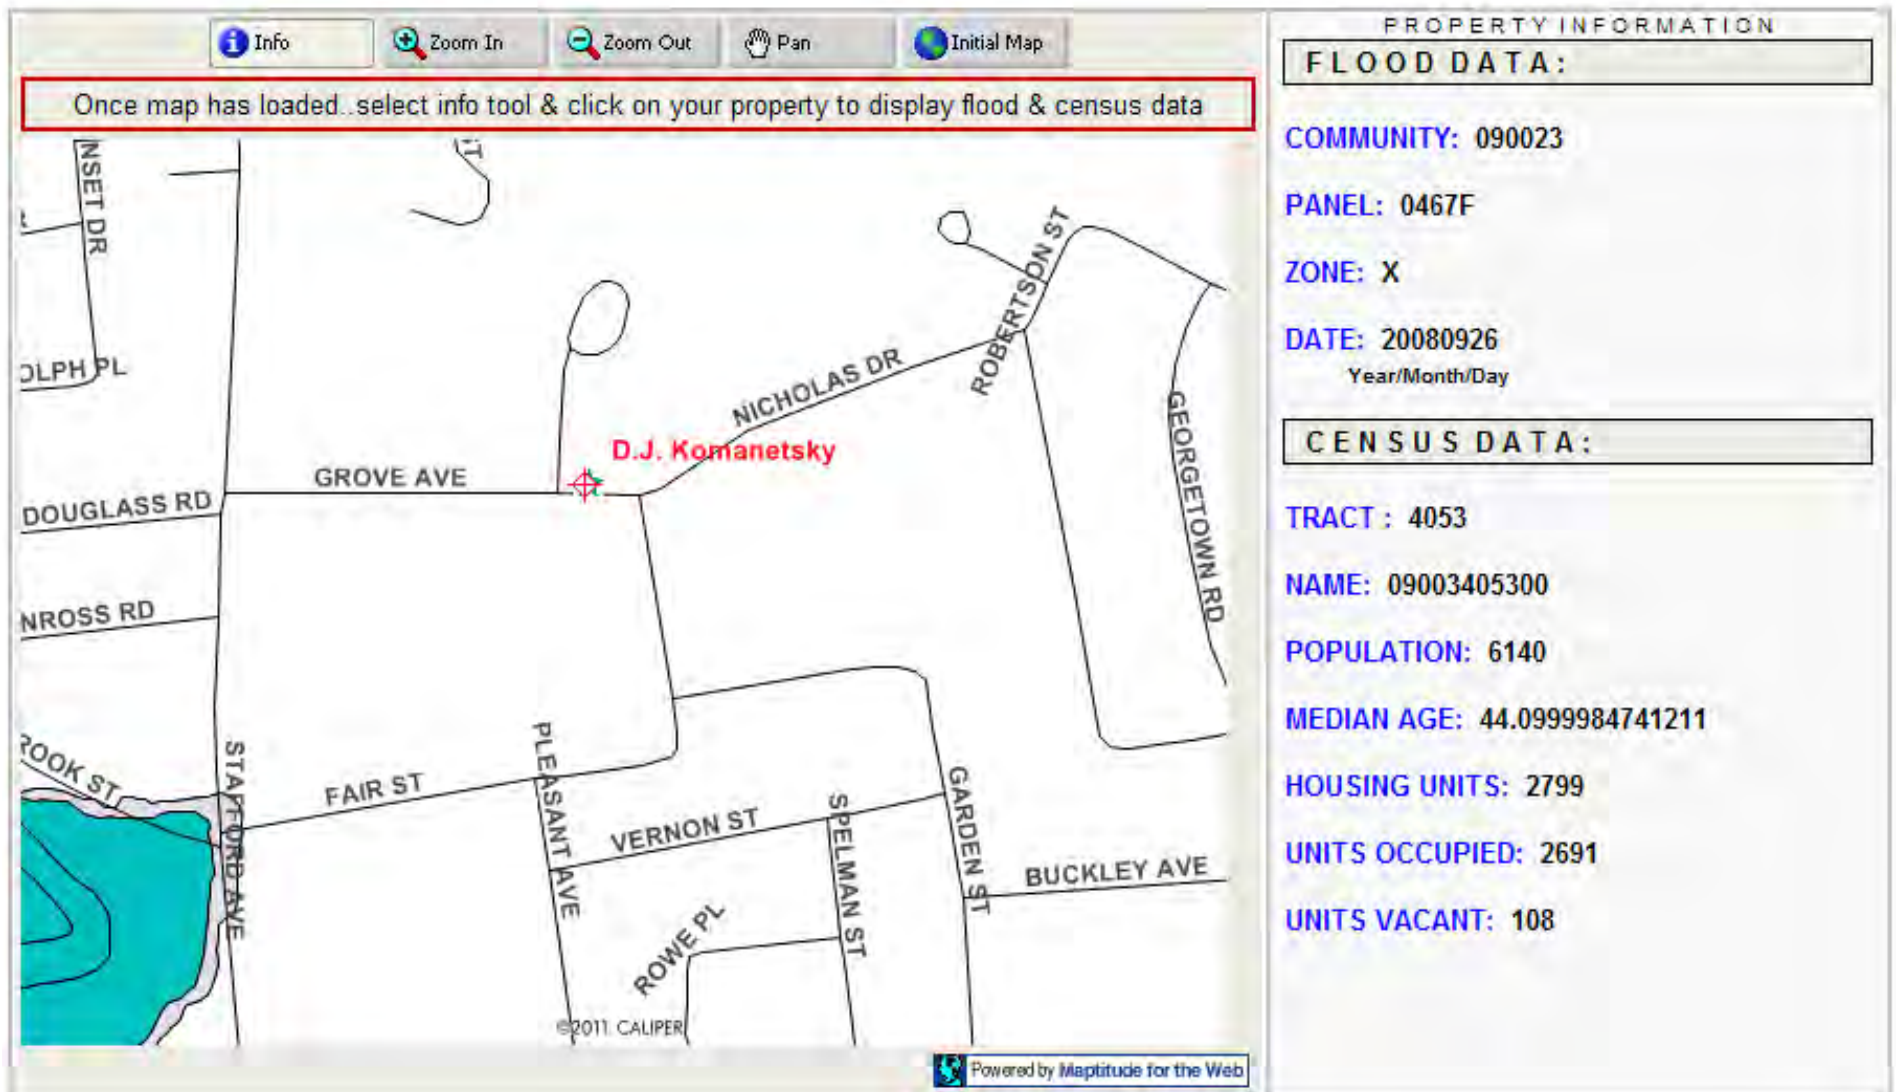 Info
Zoom In
Zoom Out
Pan
Initial Map
Once map has loaded..select info tool & click on your property to display flood & census data
NSET DR
OLPH PL
NICHOLAS DR
ROBERTSON ST
GEORGETOWN RD
D.J. Komanetsky
GROVE AVE
DOUGLASS RD
NROSS RD
ROOK ST
STAFFORD AVE
FAIR ST
PLEASANT AVE
VERNON ST
SPELMAN ST
GARDEN ST
BUCKLEY AVE
ROWE PL
©2011 CALIPER
Powered by Maptitude for the Web
PROPERTY INFORMATION
FLOOD DATA:
COMMUNITY: 090023
PANEL: 0467F
ZONE: X
DATE: 20080926
Year/Month/Day
CENSUS DATA:
TRACT : 4053
NAME: 09003405300
POPULATION: 6140
MEDIAN AGE: 44.0999984741211
HOUSING UNITS: 2799
UNITS OCCUPIED: 2691
UNITS VACANT: 108